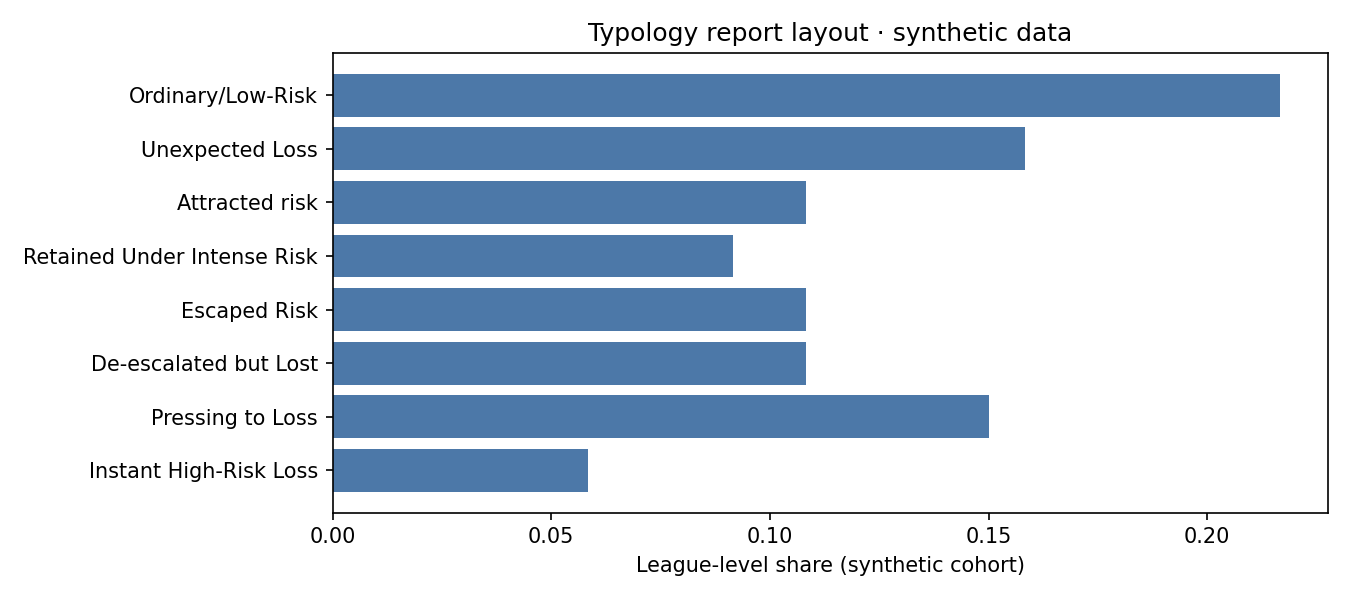 Typology report layout · synthetic data
Ordinary/Low-Risk
Unexpected Loss
Attracted risk
Retained Under Intense Risk
Escaped Risk
De-escalated but Lost
Pressing to Loss
Instant High-Risk Loss
0.00 0.05 0.10 0.15 0.20
League-level share (synthetic cohort)